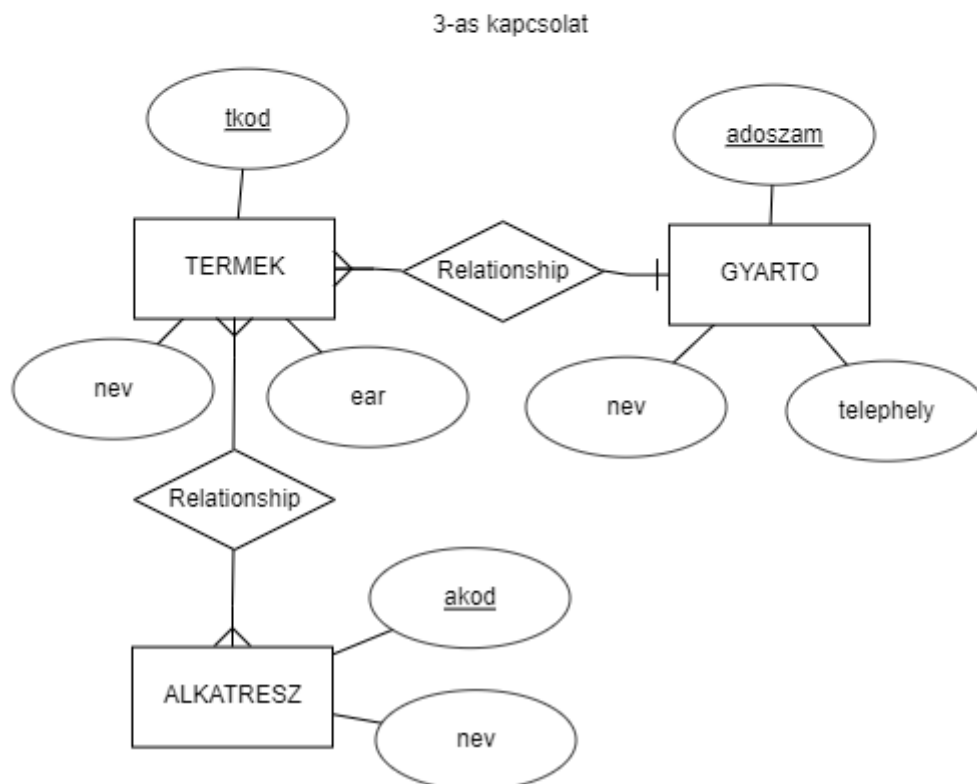 3-as kapcsolat
tkod
adoszam
TERMEK
Relationship
GYARTO
nev
ear
nev
telephely
Relationship
akod
ALKATRESZ
nev